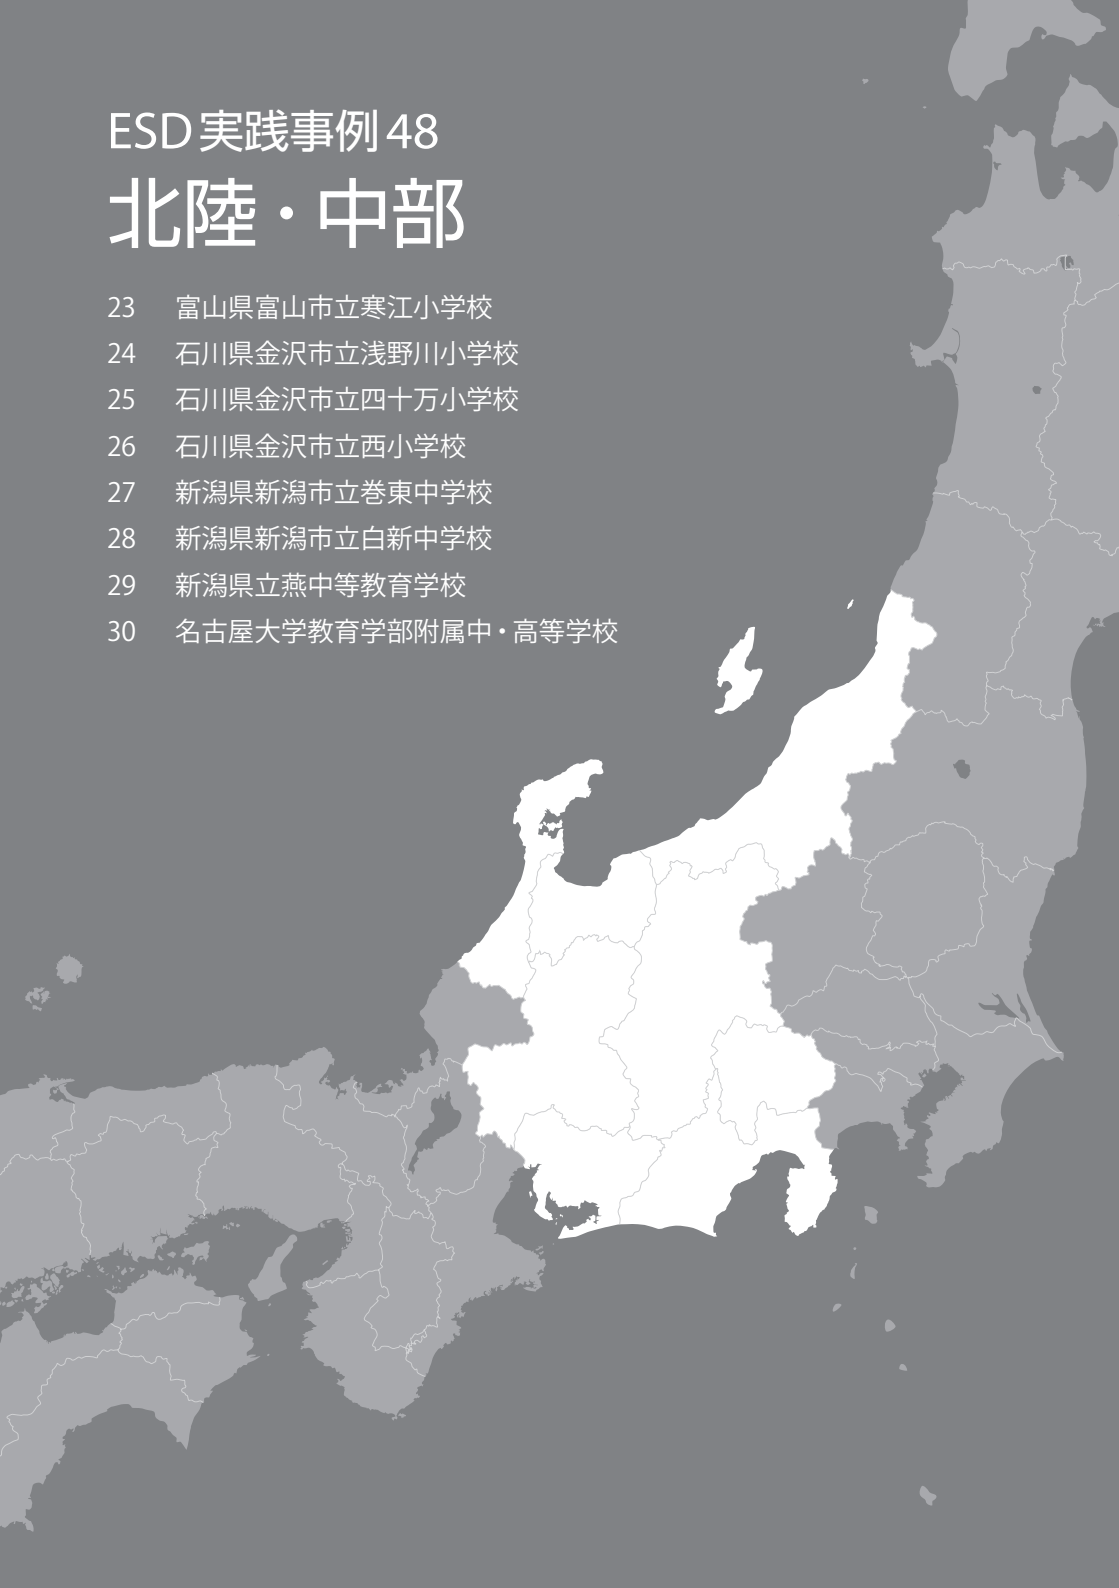 ESD実践事例48
北陸・中部
23 富山県富山市立寒江小学校
24 石川県金沢市立浅野川小学校
25 石川県金沢市立四十万小学校
26 石川県金沢市立西小学校
27 新潟県新潟市立巻東中学校
28 新潟県新潟市立白新中学校
29 新潟県立燕中等教育学校
30 名古屋大学教育学部附属中・高等学校